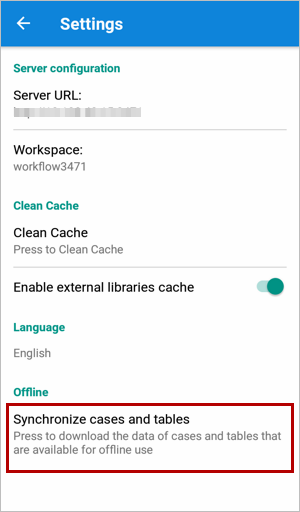 Settings
Server configuration
Server URL:
Workspace:
workflow3471
Clean Cache
Clean Cache
Press to Clean Cache
Enable external libraries cache
Language
English
Offline
Synchronize cases and tables
Press to download the data of cases and tables that
are available for offline use